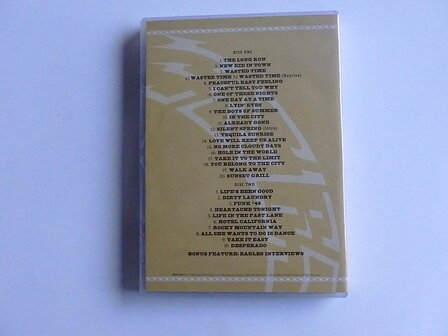 DISC ONE
1. THE LONG RUN
2. NEW KID IN TOWN
3. WASTED TIME
a) WASTED TIME b) WASTED TIME (Reprise)
4. PEACEFUL EASY FEELING
5. I CAN'T TELL YOU WHY
6. ONE OF THESE NIGHTS
7. ONE DAY AT A TIME
8. LYIN' EYES
9. THE BOYS OF SUMMER
10. IN THE CITY
11. ALREADY GONE
12. SILENT SPRING (intro)
13. TEQUILA SUNRISE
14. LOVE WILL KEEP US ALIVE
15. NO MORE CLOUDY DAYS
16. HOLE IN THE WORLD
17. TAKE IT TO THE LIMIT
18. YOU BELONG TO THE CITY
19. WALK AWAY
20. SUNSET GRILL
DISC TWO
1. LIFE'S BEEN GOOD
2. DIRTY LAUNDRY
3. FUNK #49
4. HEARTACHE TONIGHT
5. LIFE IN THE FAST LANE
6. HOTEL CALIFORNIA
7. ROCKY MOUNTAIN WAY
8. ALL SHE WANTS TO DO IS DANCE
9. TAKE IT EASY
10. DESPERADO
BONUS FEATURE: EAGLES INTERVIEWS